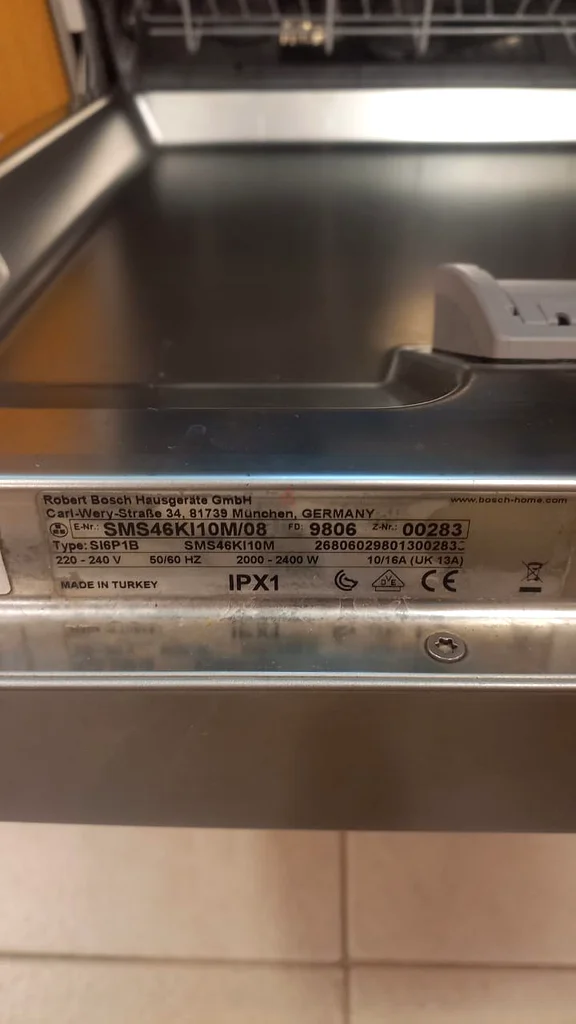 Robert Bosch Hausgeräte GmbH www.bosch-home.com
Carl-Wery-Straße 34, 81739 München, GERMANY
E-Nr.: SMS46KI10M/08 FD: 9806 Z-Nr.: 00283
Type: SI6P1B SMS46KI10M
220 - 240 V 50/60 HZ 2000 - 2400 W 10/16A (UK 13A)
MADE IN TURKEY IPX1 VDE CE